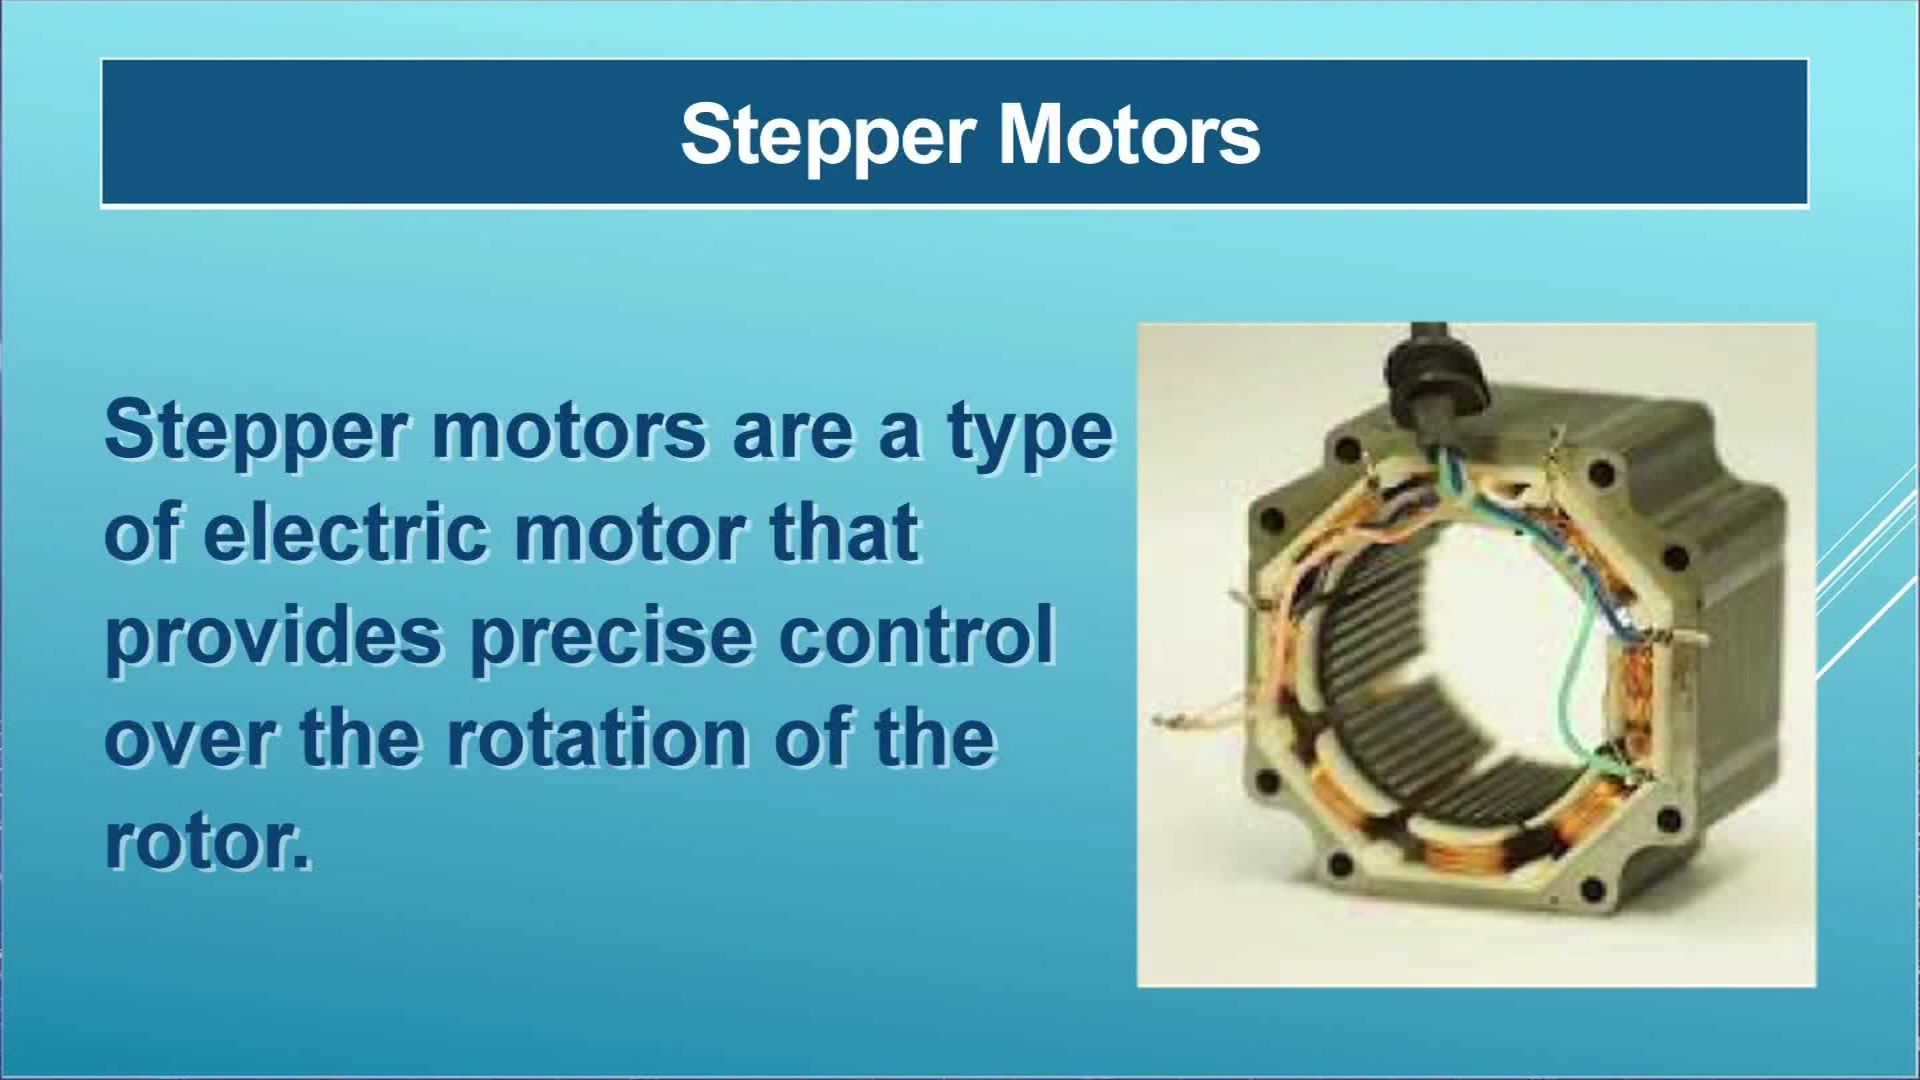 Stepper Motors
Stepper motors are a type
of electric motor that
provides precise control
over the rotation of the
rotor.